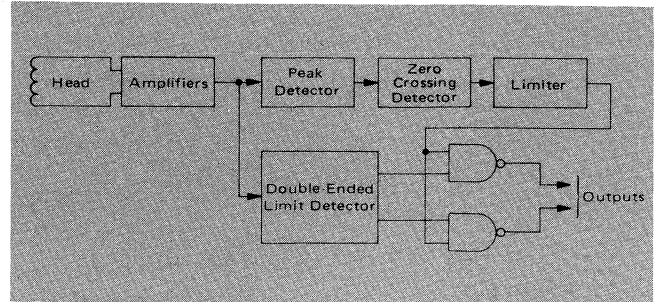 Head
Amplifiers
Peak
Detector
Zero
Crossing
Detector
Limiter
Double-Ended
Limit Detector
Outputs